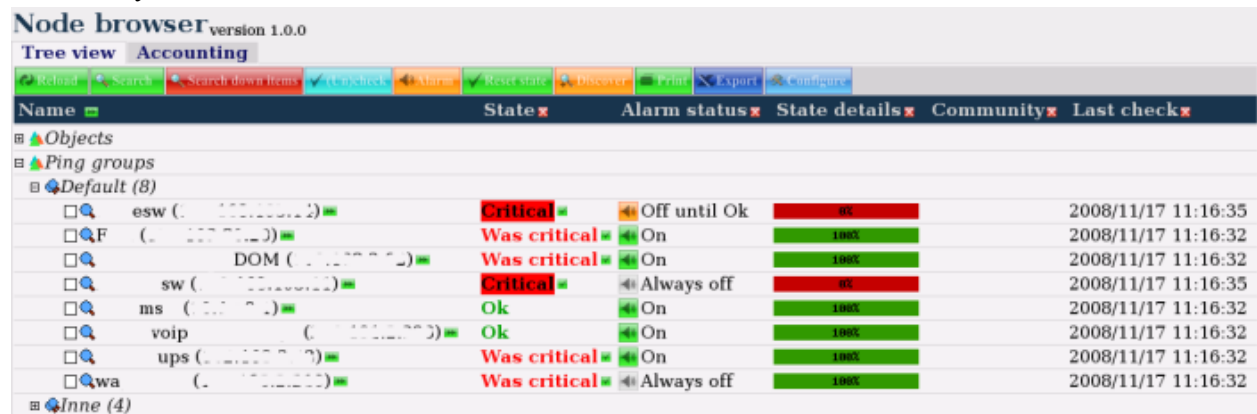 Node browser version 1.0.0
Tree view Accounting
Reload Search Search down Items (Un)check Alarm Reset state Discover Print Export Configure
Name State Alarm status State details Community Last check
Objects
Ping groups
Default (8)
esw ( ) Critical Off until Ok 0% 2008/11/17 11:16:35
F ( ) Was critical On 100% 2008/11/17 11:16:32
DOM ( ) Was critical On 100% 2008/11/17 11:16:32
sw ( ) Critical Always off 0% 2008/11/17 11:16:35
ms ( ) Ok On 100% 2008/11/17 11:16:32
voip ( ) Ok On 100% 2008/11/17 11:16:32
ups ( ) Was critical On 100% 2008/11/17 11:16:32
wa ( ) Was critical Always off 100% 2008/11/17 11:16:32
Inne (4)